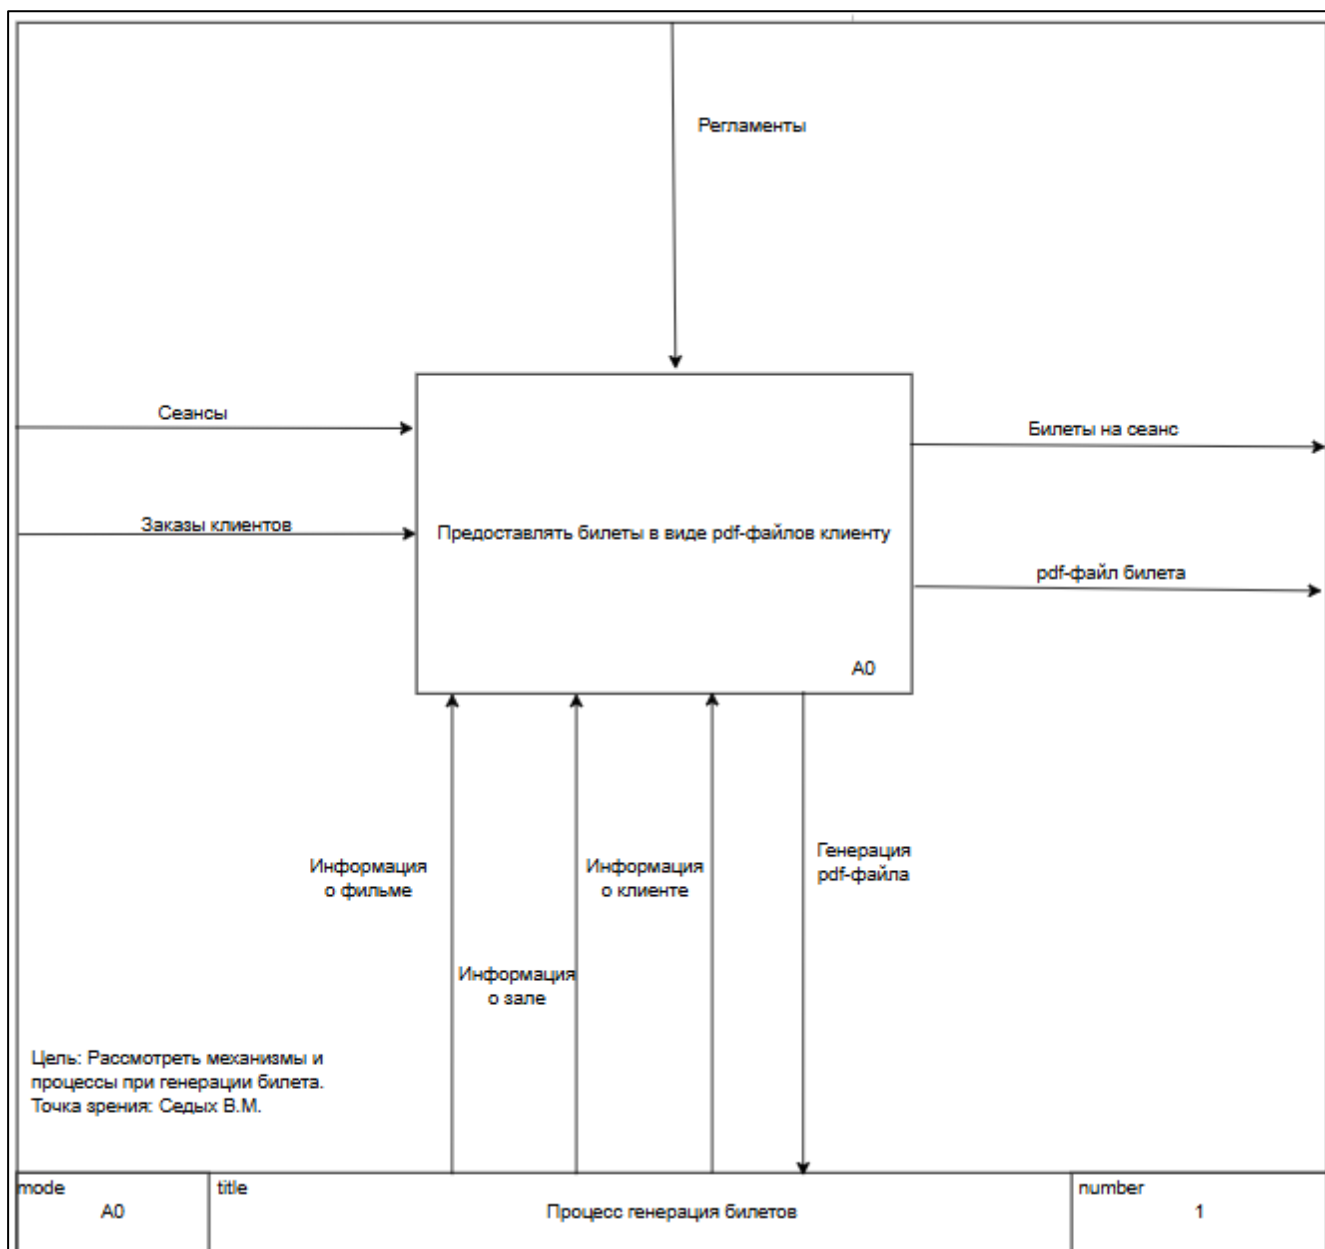 Регламенты
Сеансы
Билеты на сеанс
Заказы клиентов
Предоставлять билеты в виде pdf-файлов клиенту
pdf-файл билета
A0
Информация
о фильме
Информация
о клиенте
Генерация
pdf-файла
Информация
о зале
Цель: Рассмотреть механизмы и
процессы при генерации билета.
Точка зрения: Седых В.М.
mode
A0
title
Процесс генерация билетов
number
1